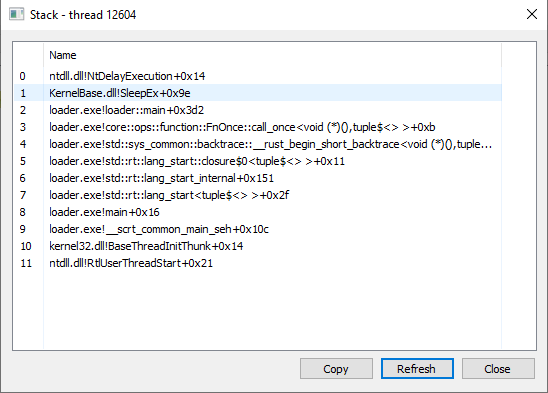 Stack - thread 12604
Name
0 ntdll.dll!NtDelayExecution+0x14
1 KernelBase.dll!SleepEx+0x9e
2 loader.exe!loader::main+0x3d2
3 loader.exe!core::ops::function::FnOnce::call_once<void (*)(),tuple$<> >+0xb
4 loader.exe!std::sys_common::backtrace::__rust_begin_short_backtrace<void (*)(),tuple...
5 loader.exe!std::rt::lang_start::closure$0<tuple$<> >+0x11
6 loader.exe!std::rt::lang_start_internal+0x151
7 loader.exe!std::rt::lang_start<tuple$<> >+0x2f
8 loader.exe!main+0x16
9 loader.exe!__scrt_common_main_seh+0x10c
10 kernel32.dll!BaseThreadInitThunk+0x14
11 ntdll.dll!RtlUserThreadStart+0x21
Copy Refresh Close